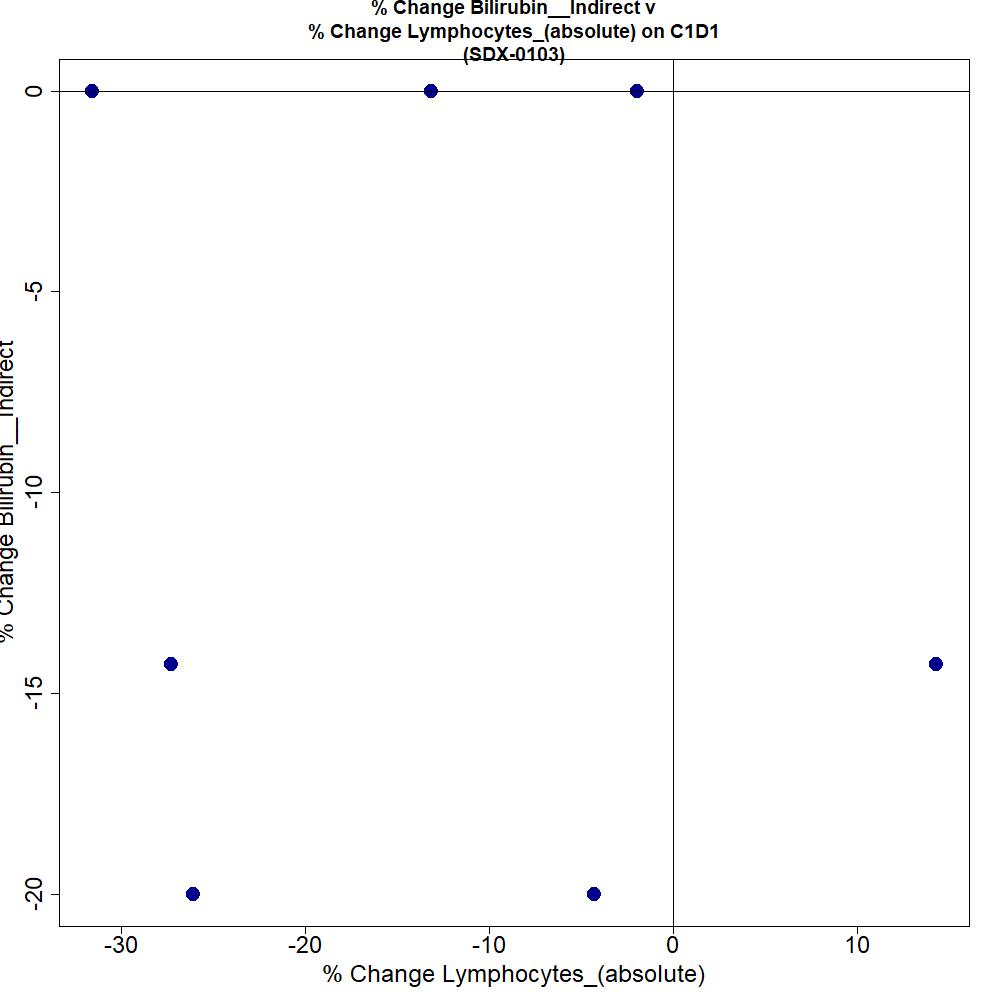 % Change Bilirubin__Indirect v
% Change Lymphocytes_(absolute) on C1D1
(SDX-0103)
% Change Bilirubin__Indirect
0
-5
-10
-15
-20
-30
-20
-10
0
10
% Change Lymphocytes_(absolute)